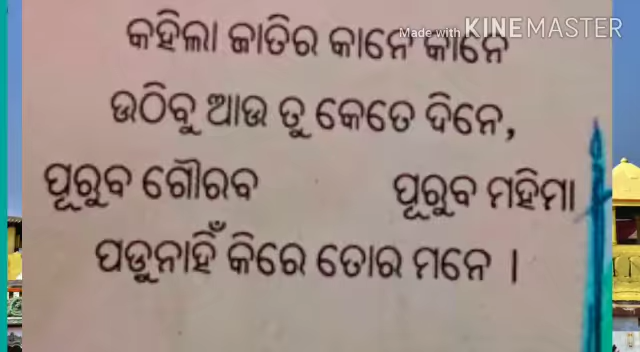 Made with KINEMASTER
କହିଲା ଜାତିର କାନେ କାନେ
ଉଠିବୁ ଆଉ ତୁ କେତେ ଦିନେ,
ପୂରୁବ ଗୌରବ ପୂରୁବ ମହିମା
ପଡୁନାହିଁ କିରେ ତୋର ମନେ ।